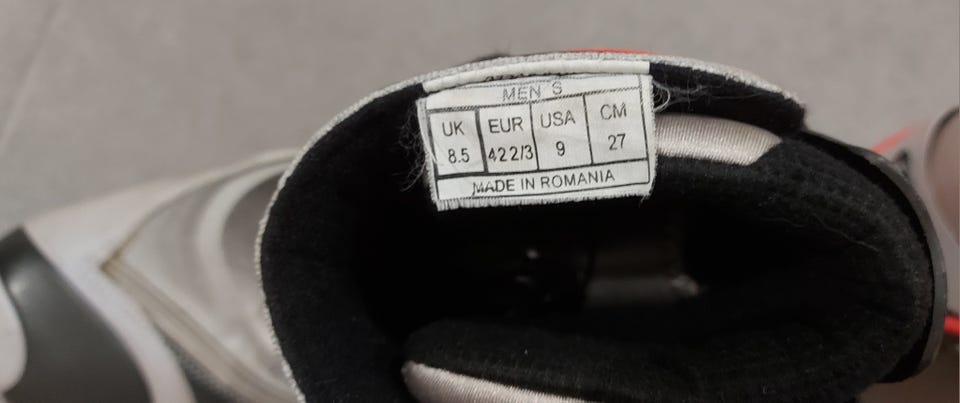 MEN´S
UK EUR USA CM
8.5 42 2/3 9 27
MADE IN ROMANIA